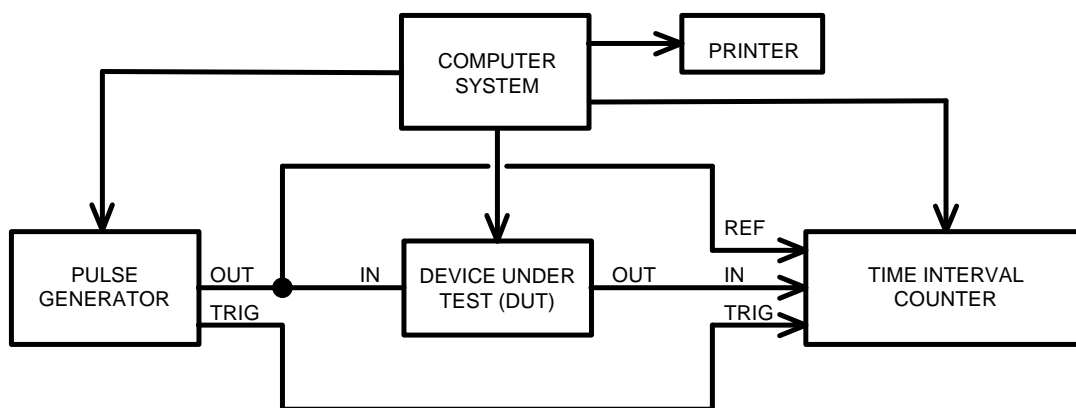 COMPUTER
SYSTEM
PRINTER
PULSE
GENERATOR
OUT
TRIG
IN
DEVICE UNDER
TEST (DUT)
OUT
REF
IN
TRIG
TIME INTERVAL
COUNTER